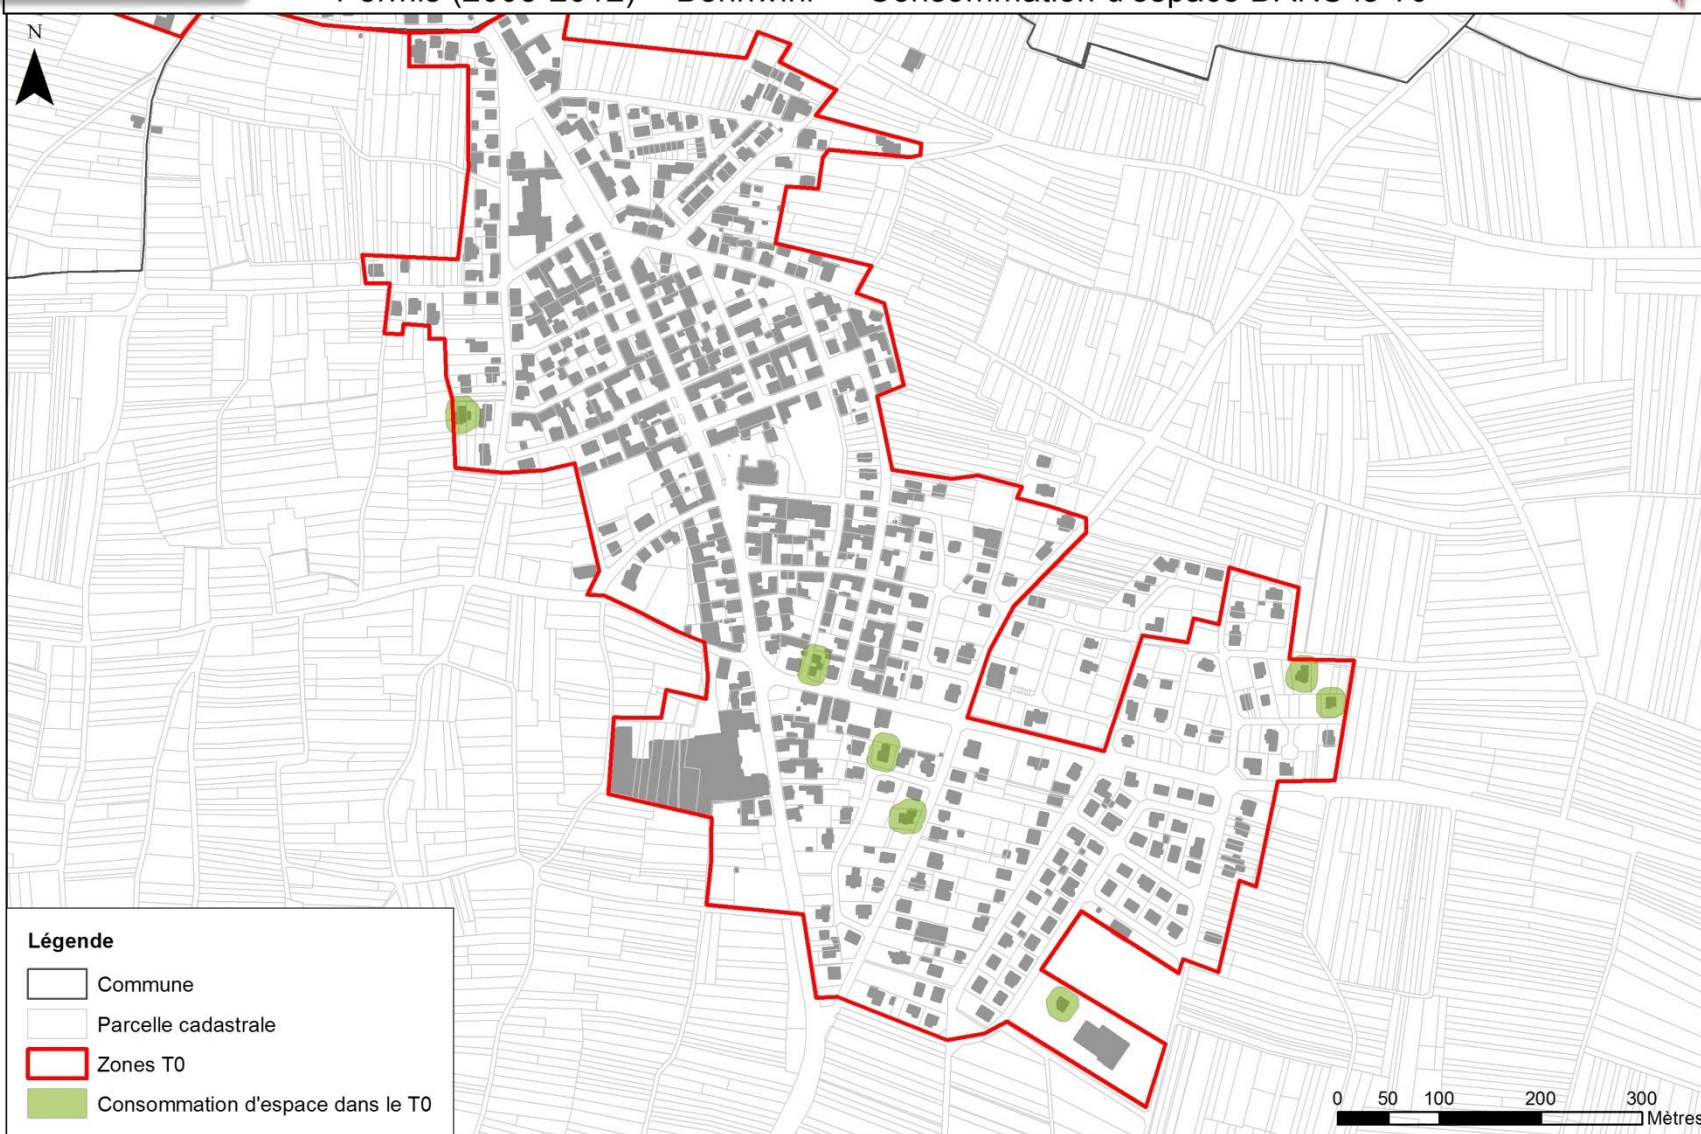 N
Légende
Commune
Parcelle cadastrale
Zones T0
Consommation d'espace dans le T0
0 50 100 200 300
Mètres